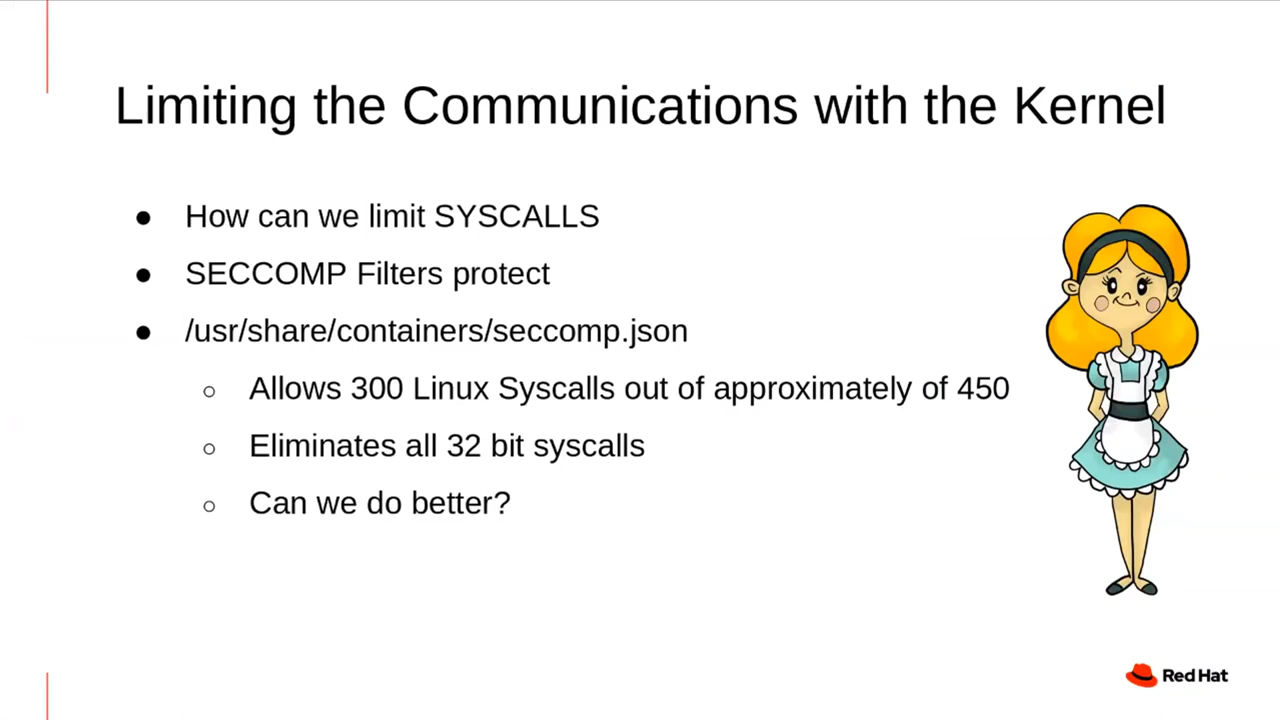 Limiting the Communications with the Kernel
● How can we limit SYSCALLS
● SECCOMP Filters protect
● /usr/share/containers/seccomp.json
○ Allows 300 Linux Syscalls out of approximately of 450
○ Eliminates all 32 bit syscalls
○ Can we do better?
Red Hat